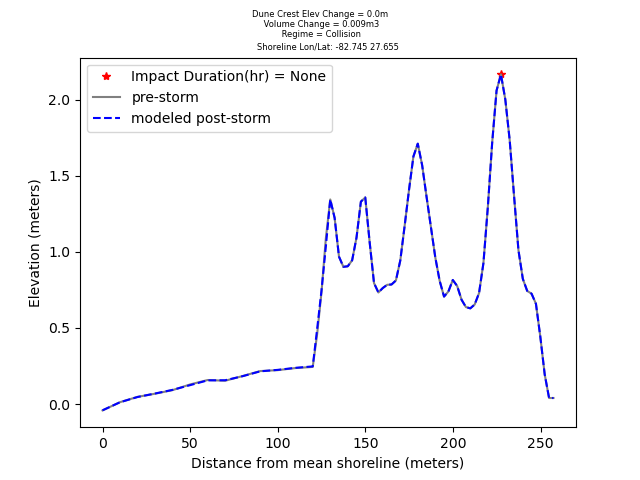 Dune Crest Elev Change = 0.0m
Volume Change = 0.009m3
Regime = Collision
Shoreline Lon/Lat: -82.745 27.655
Impact Duration(hr) = None
pre-storm
modeled post-storm
2.0
1.5
1.0
0.5
0.0
Elevation (meters)
0 50 100 150 200 250
Distance from mean shoreline (meters)